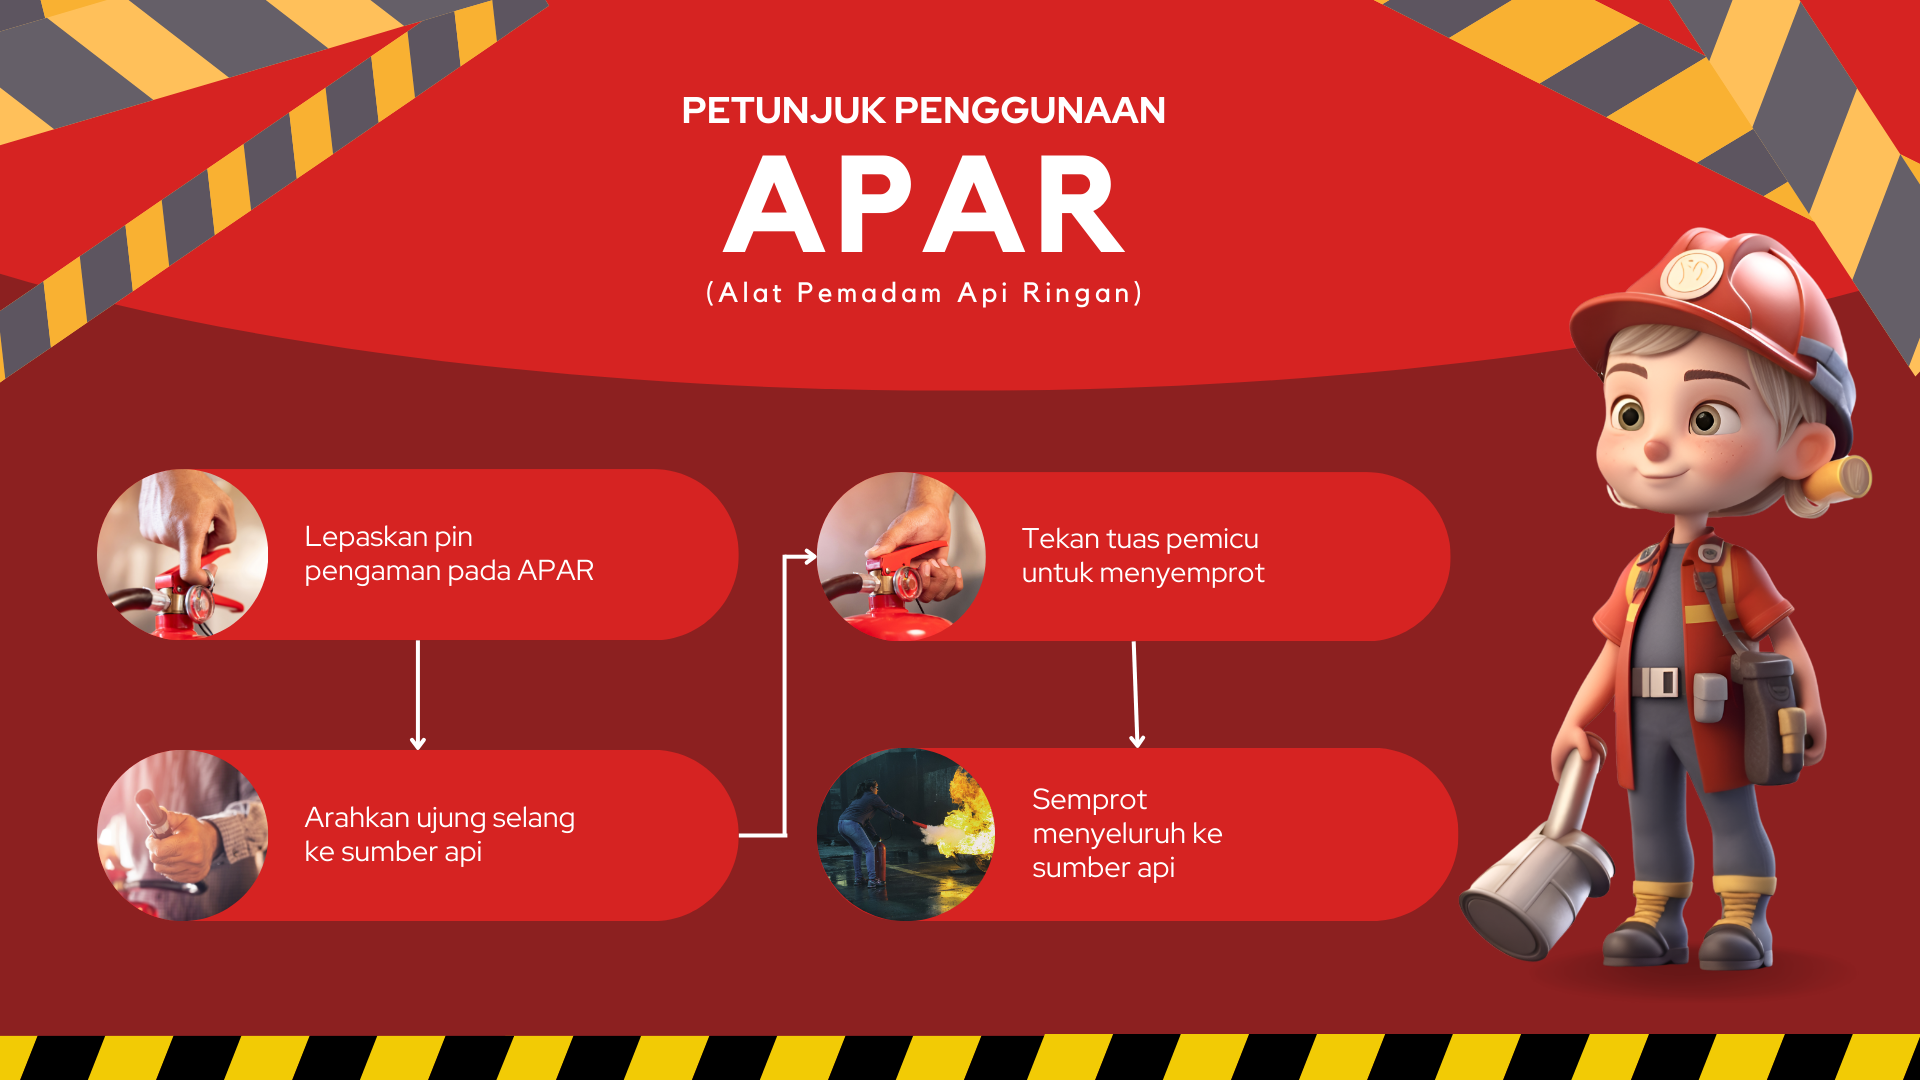 PETUNJUK PENGGUNAAN
APAR
(Alat Pemadam Api Ringan)
Lepaskan pin
pengaman pada APAR
Arahkan ujung selang
ke sumber api
Tekan tuas pemicu
untuk menyemprot
Semprot
menyeluruh ke
sumber api